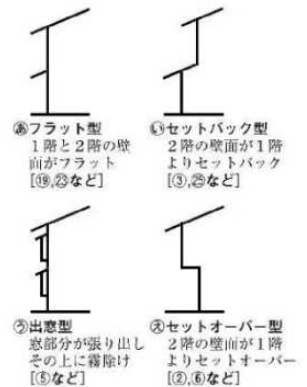 あフラット型
1階と2階の壁
面がフラット
[⑲,㉓など]
いセットバック型
2階の壁面が1階
よりセットバック
[③,㉕など]
う出窓型
窓部分が張り出し
その上に霧除け
[⑤など]
えセットオーバー型
2階の壁面が1階
よりセットオーバー
[②,⑥など]